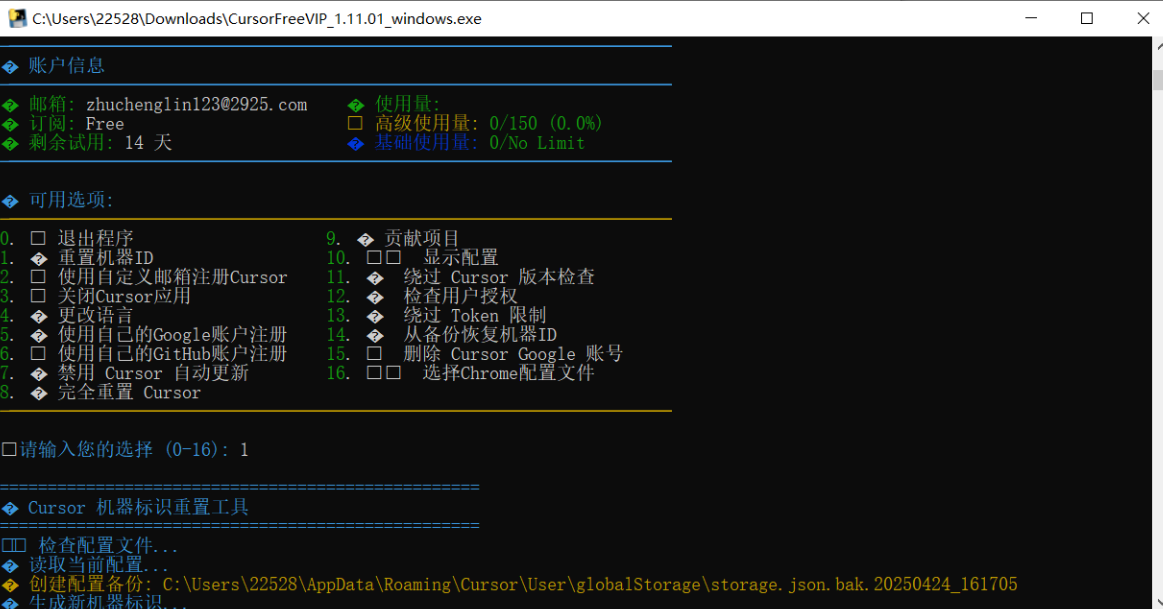 C:\Users\22528\Downloads\CursorFreeVIP_1.11.01_windows.exe
账户信息
邮箱: zhuchenglin123@2925.com 使用量:
订阅: Free 高级使用量: 0/150 (0.0%)
剩余试用: 14 天 基础使用量: 0/No Limit
可用选项:
0. 退出程序 9. 贡献项目
1. 重置机器ID 10. 显示配置
2. 使用自定义邮箱注册Cursor 11. 绕过 Cursor 版本检查
3. 关闭Cursor应用 12. 检查用户授权
4. 更改语言 13. 绕过 Token 限制
5. 使用自己的Google账户注册 14. 从备份恢复机器ID
6. 使用自己的GitHub账户注册 15. 删除 Cursor Google 账号
7. 禁用 Cursor 自动更新 16. 选择Chrome配置文件
8. 完全重置 Cursor
请输入您的选择 (0-16): 1
==================================================
Cursor 机器标识重置工具
==================================================
检查配置文件...
读取当前配置...
创建配置备份: C:\Users\22528\AppData\Roaming\Cursor\User\globalStorage\storage.json.bak.20250424_161705
生成新机器标识...